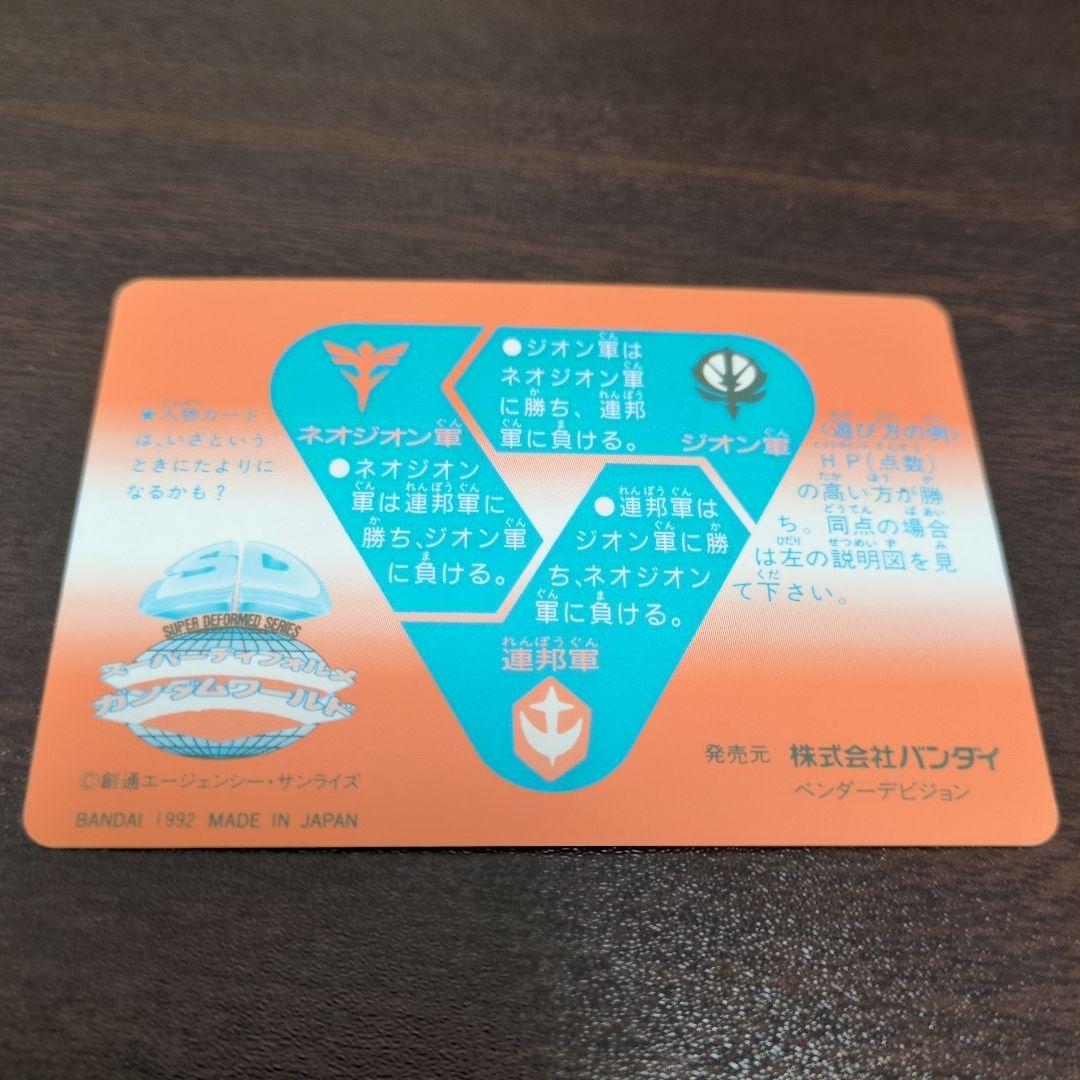 ★人物カード
は、いざという
ときにたよりに
なるかも？
SD
SUPER DEFORMED SERIES
スーパーディフォルメ
ガンダムワールド
©創通エージェンシー・サンライズ
BANDAI 1992 MADE IN JAPAN
ネオジオン軍
●ネオジオン
軍は連邦軍に
勝ち、ジオン軍
に負ける。
●ジオン軍は
ネオジオン軍
に勝ち、連邦
軍に負ける。
ジオン軍
●連邦軍は
ジオン軍に勝
ち、ネオジオン
軍に負ける。
連邦軍
〈遊び方の例〉
HP(点数)
の高い方が勝
ち。同点の場合
は左の説明図を見
て下さい。
発売元 株式会社バンダイ
ベンダーデビジョン